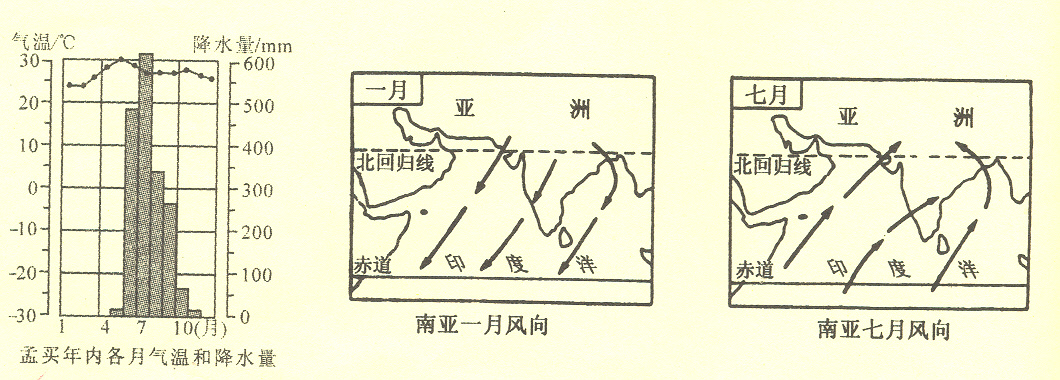 气温/℃ 降水量/mm
30 600
20 500
10 400
0 300
-10 200
-20 100
-30 0
1 4 7 10(月)
孟买年内各月气温和降水量
一月
亚 洲
北回归线
赤道 印 度 洋
南亚一月风向
七月
亚 洲
北回归线
赤道 印 度 洋
南亚七月风向